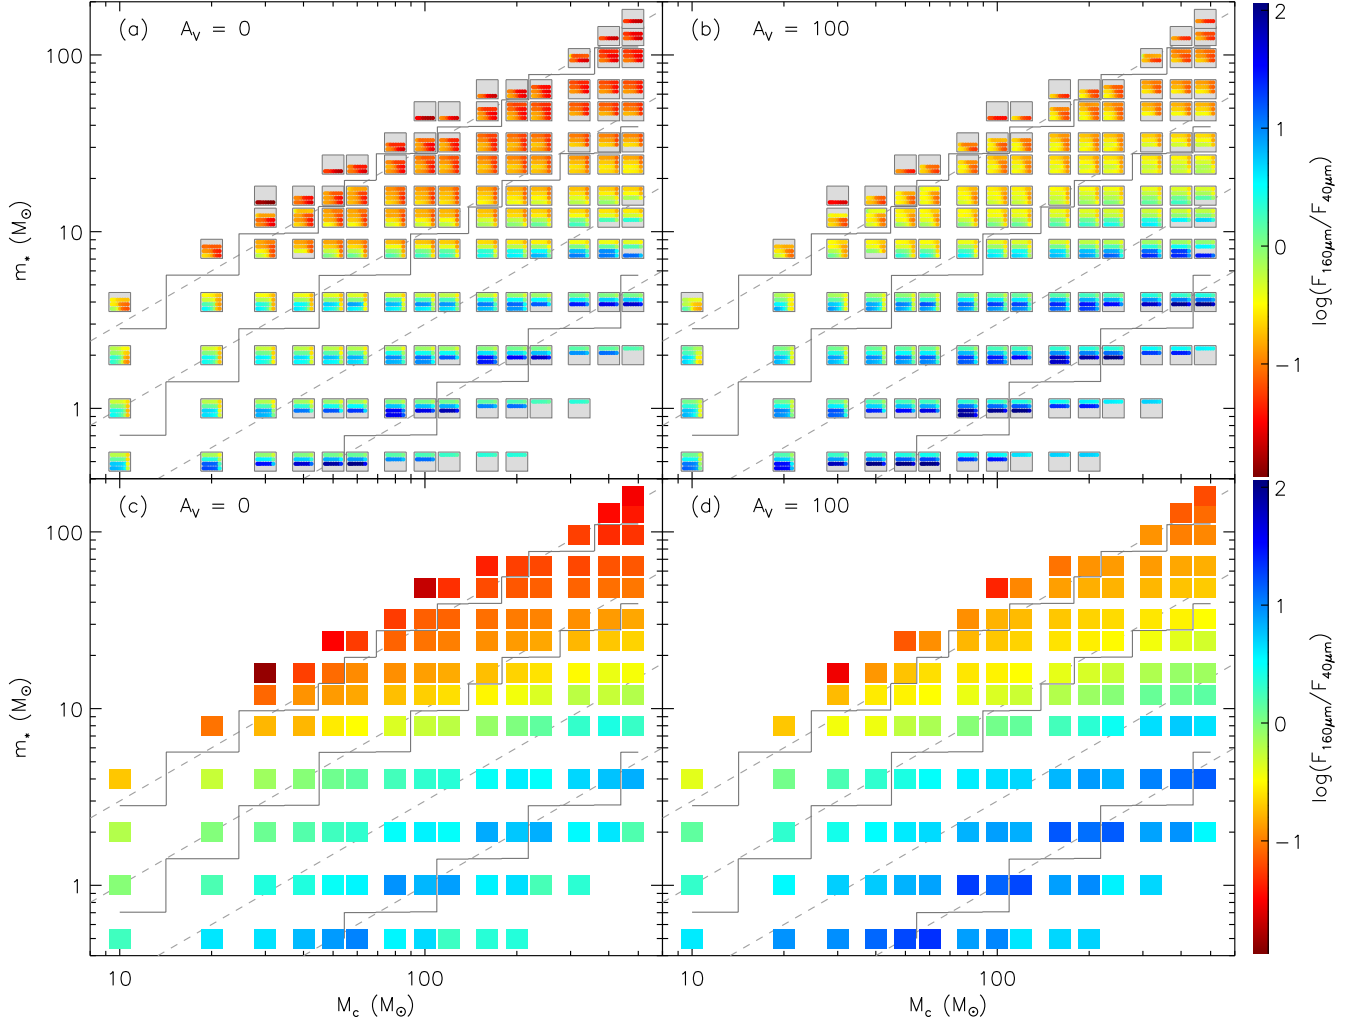 (a) A_V = 0
(b) A_V = 100
2
100
10
1
m_* (M_⊙)
1
0
−1
log(F_160μm/F_40μm)
(c) A_V = 0
(d) A_V = 100
2
100
10
1
m_* (M_⊙)
1
0
−1
log(F_160μm/F_40μm)
10 100 10 100
M_c (M_⊙) M_c (M_⊙)